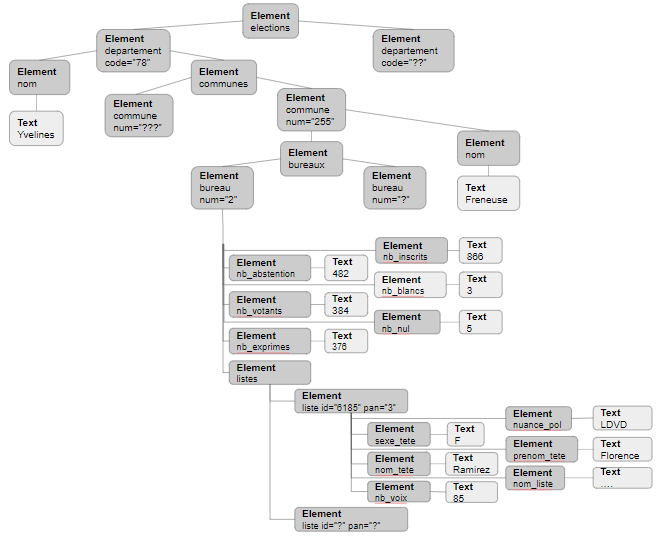 Element
elections
Element
departement
code="78"
Element
departement
code="??"
Element
nom
Element
communes
Text
Yvelines
Element
commune
num="???"
Element
commune
num="255"
Element
nom
Element
bureaux
Element
bureau
num="2"
Element
bureau
num="?"
Text
Freneuse
Element
nb_inscrits
Text
866
Element
nb_abstention
Text
482
Element
nb_blancs
Text
3
Element
nb_votants
Text
384
Element
nb_nul
Text
5
Element
nb_exprimes
Text
376
Element
listes
Element
liste id="6185" pan="3"
Element
nuance_pol
Text
LDVD
Element
sexe_tete
Text
F
Element
prenom_tete
Text
Florence
Element
nom_tete
Text
Ramirez
Element
nom_liste
Text
....
Element
nb_voix
Text
85
Element
liste id="?" pan="?"